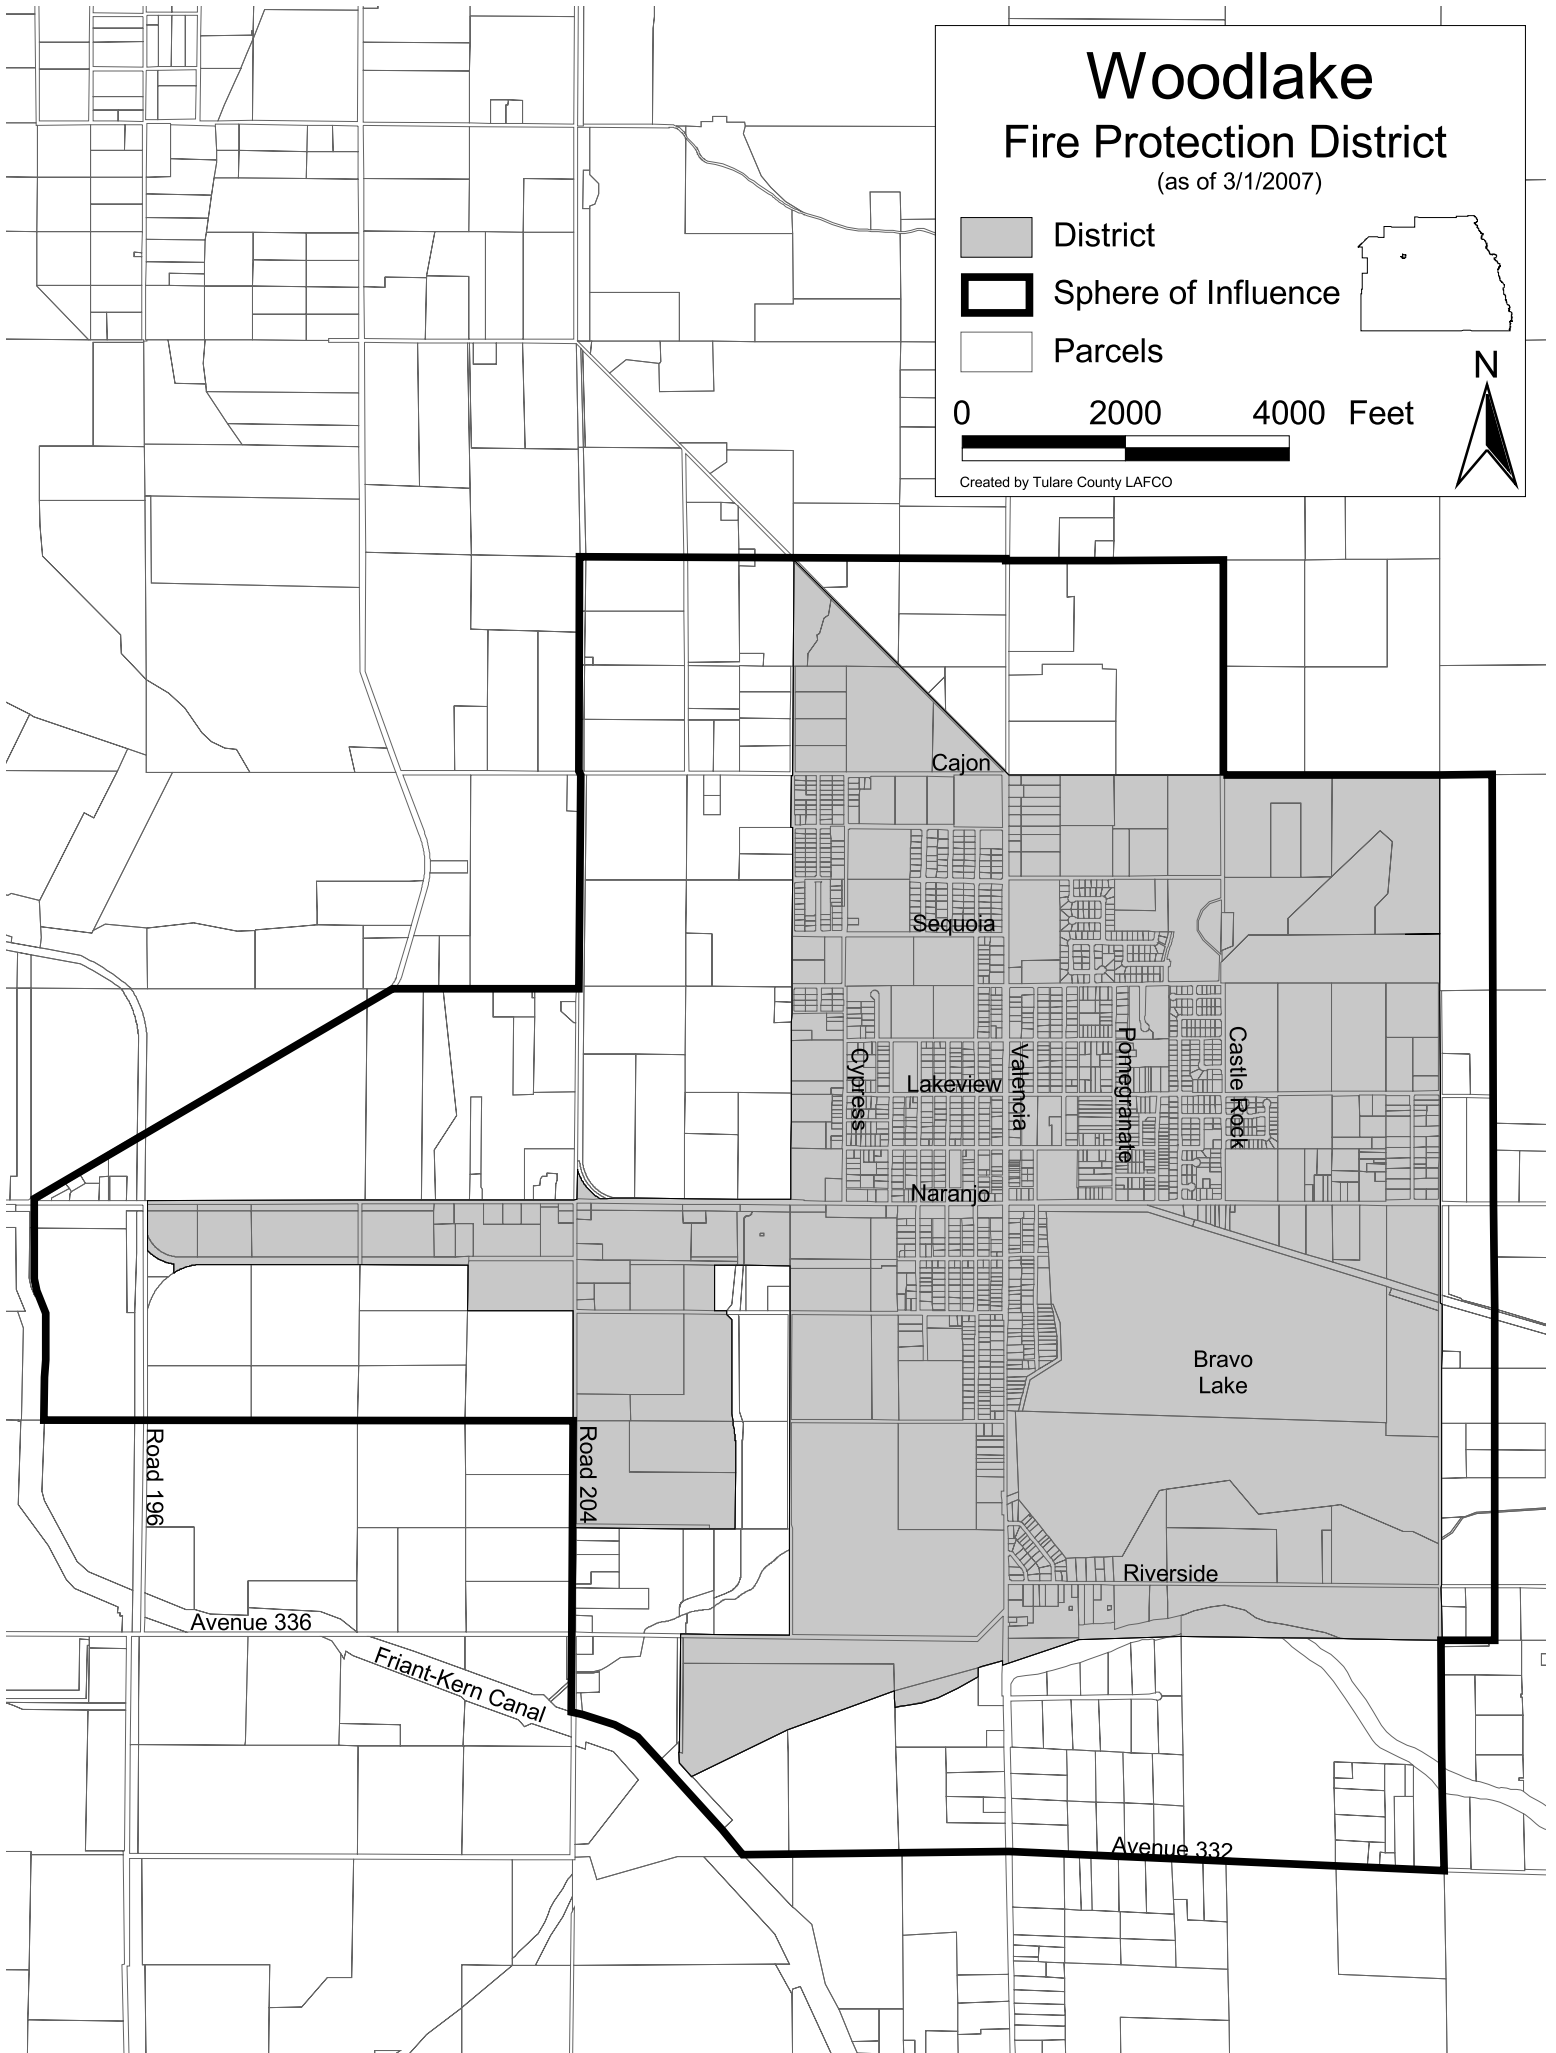 Woodlake
Fire Protection District
(as of 3/1/2007)
District
Sphere of Influence
Parcels
N
0 2000 4000 Feet
Created by Tulare County LAFCO
Cajon
Sequoia
Cypress
Lakeview
Valencia
Pomegranate
Castle Rock
Naranjo
Bravo
Lake
Road 196
Road 204
Riverside
Avenue 336
Friant-Kern Canal
Avenue 332